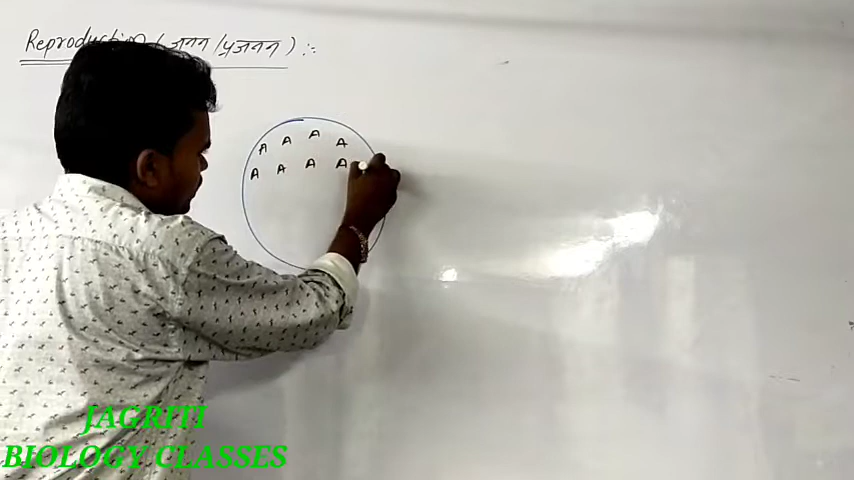 Reproduction (जनन / प्रजनन) :-
A A A A
A A A A
JAGRITI
BIOLOGY CLASSES